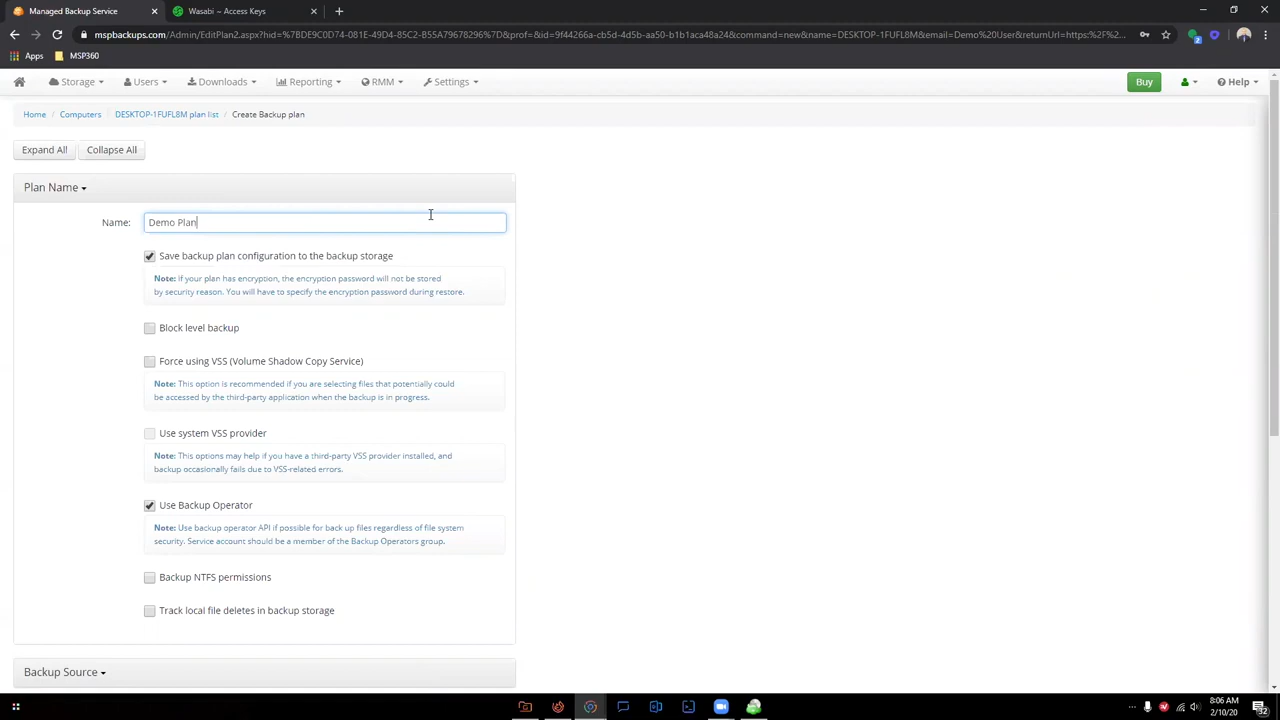 Managed Backup Service
Wasabi – Access Keys
mspbackups.com/Admin/EditPlan2.aspx?hid=%7BDE9C0D74-081E-49D4-85C2-B55A79678296%7D&prof=&id=9f44266a-cb5d-4d5b-aa50-b1b1aca48a24&command=new&name=DESKTOP-1FUFL8M&email=Demo%20User&returnUrl=https:%2F%2...
Apps
MSP360
Storage
Users
Downloads
Reporting
RMM
Settings
Buy
Help
Home / Computers / DESKTOP-1FUFL8M plan list / Create Backup plan
Expand All
Collapse All
Plan Name
Name:
Demo Plan
Save backup plan configuration to the backup storage
Note: If your plan has encryption, the encryption password will not be stored
by security reason. You will have to specify the encryption password during restore.
Block level backup
Force using VSS (Volume Shadow Copy Service)
Note: This option is recommended if you are selecting files that potentially could
be accessed by the third-party application when the backup is in progress.
Use system VSS provider
Note: This options may help if you have a third-party VSS provider installed, and
backup occasionally fails due to VSS-related errors.
Use Backup Operator
Note: Use backup operator API if possible for back up files regardless of file system
security. Service account should be a member of the Backup Operators group.
Backup NTFS permissions
Track local file deletes in backup storage
Backup Source
8:06 AM
2/10/20